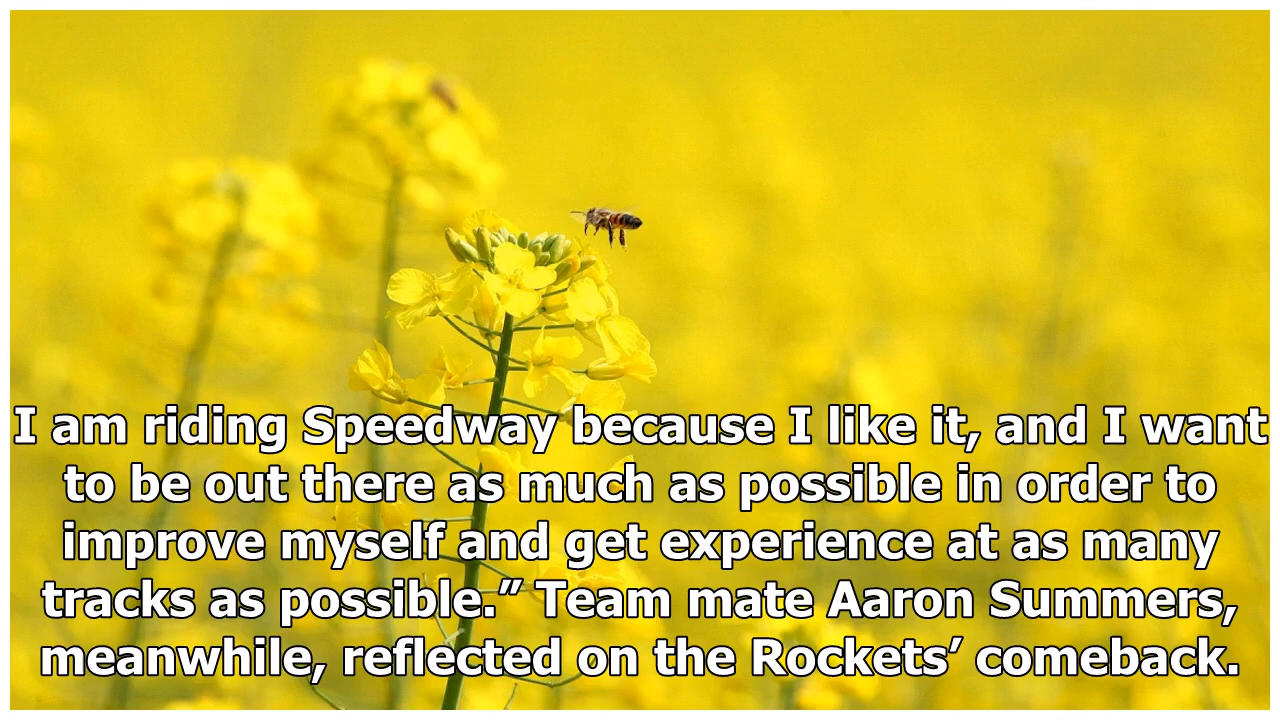 I am riding Speedway because I like it, and I want
to be out there as much as possible in order to
improve myself and get experience at as many
tracks as possible.” Team mate Aaron Summers,
meanwhile, reflected on the Rockets’ comeback.